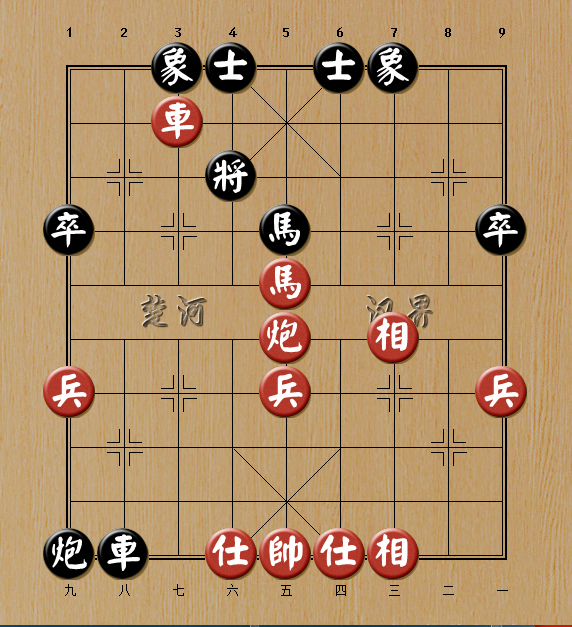 1 2 3 4 5 6 7 8 9
象 士 士 象
車
將
卒 馬 卒
馬
楚河
炮 相
兵 兵 兵
炮 車 仕 帥 仕 相
九 八 七 六 五 四 三 二 一